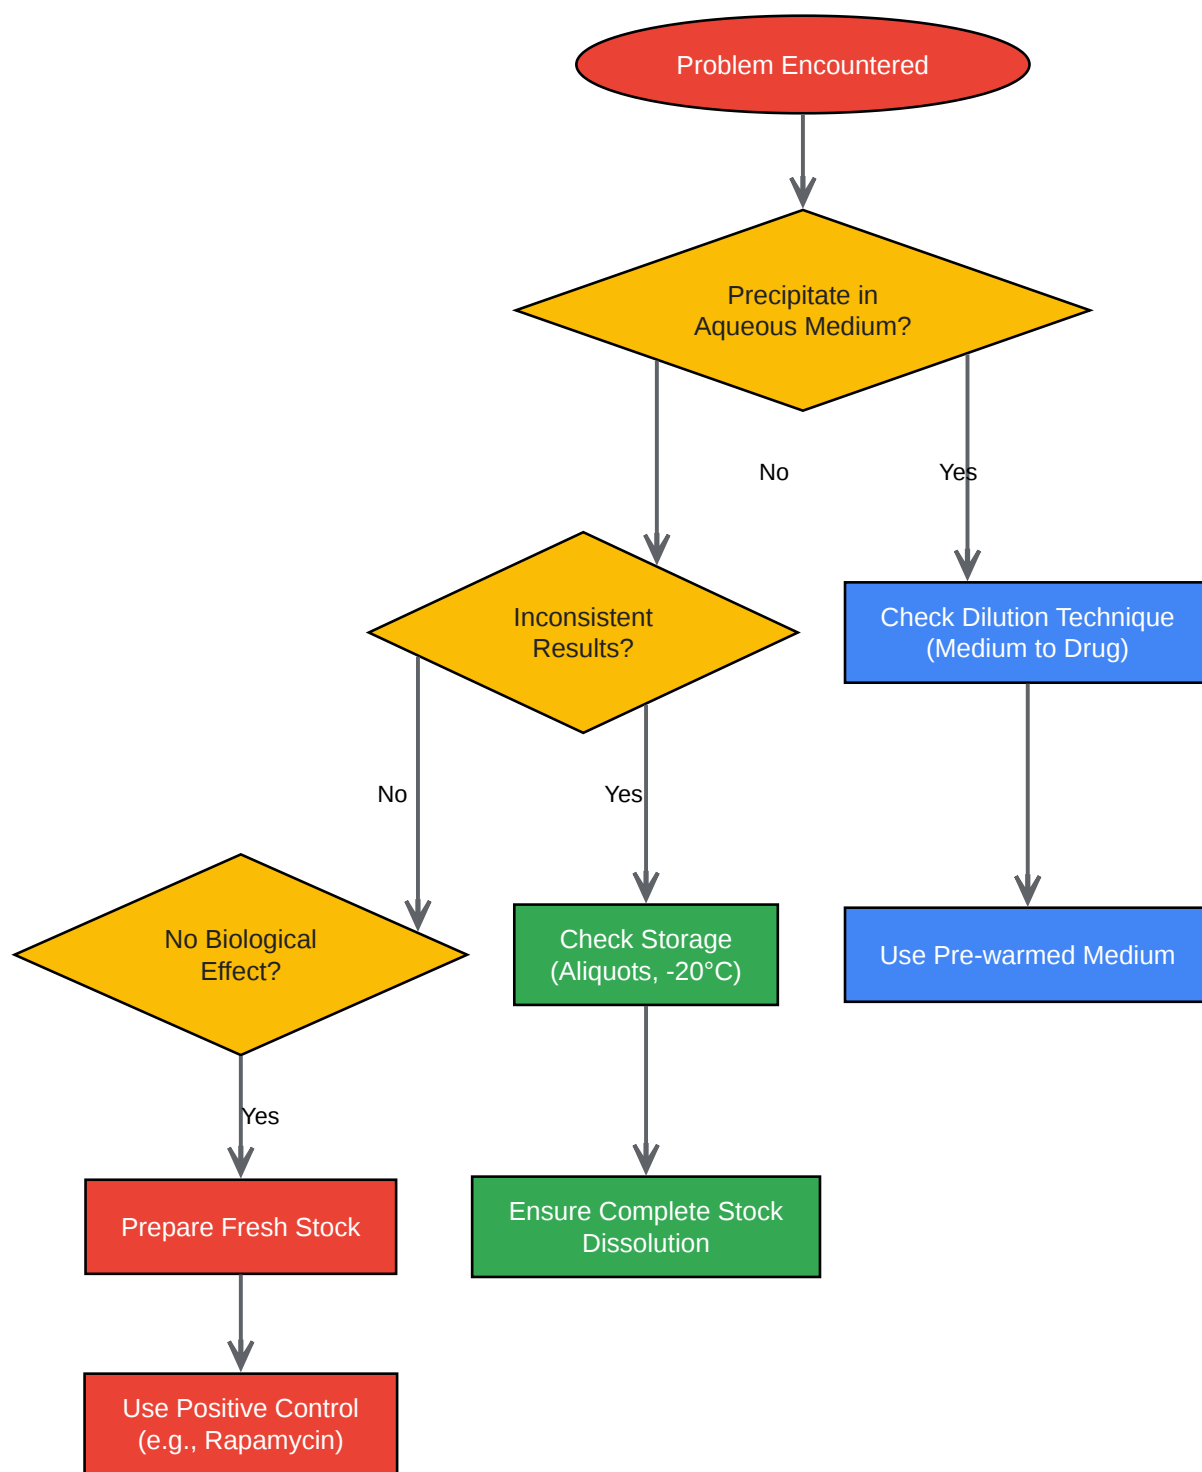 Problem Encountered
Precipitate in
Aqueous Medium?
No
Yes
Inconsistent
Results?
Check Dilution Technique
(Medium to Drug)
No
Yes
No Biological
Effect?
Check Storage
(Aliquots, -20°C)
Use Pre-warmed Medium
Yes
Prepare Fresh Stock
Ensure Complete Stock
Dissolution
Use Positive Control
(e.g., Rapamycin)